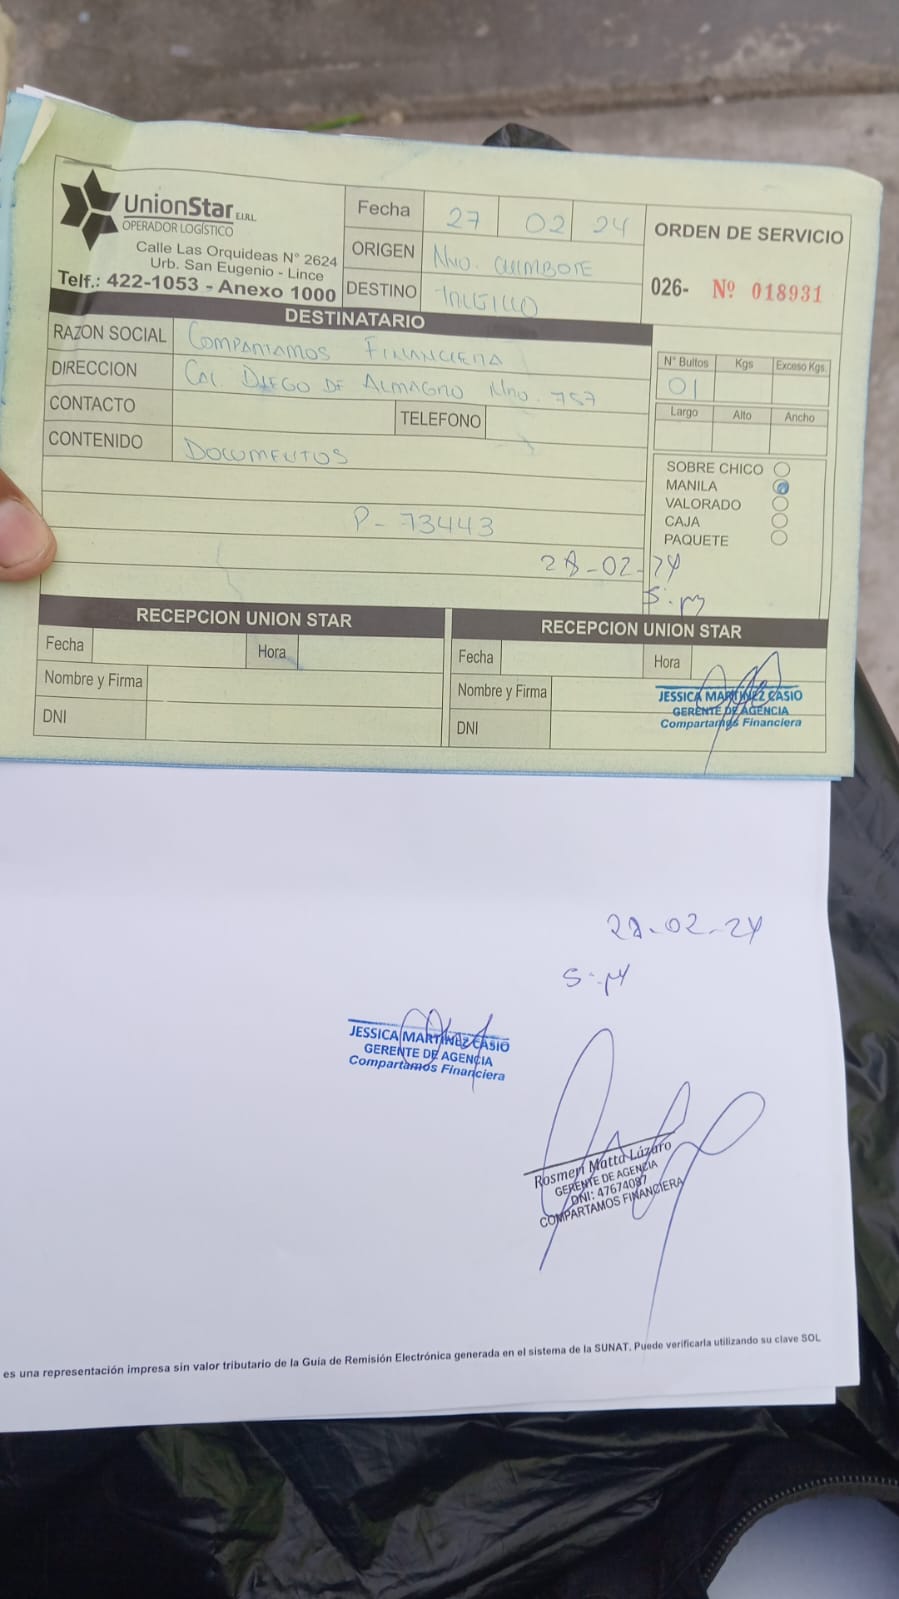 UnionStar E.I.R.L
OPERADOR LOGÍSTICO
Calle Las Orquideas N° 2624
Urb. San Eugenio - Lince
Telf.: 422-1053 - Anexo 1000
Fecha 27 02 24
ORIGEN Nvo. CHIMBOTE
DESTINO TRUJILLO
ORDEN DE SERVICIO
026- Nº 018931
DESTINATARIO
RAZON SOCIAL COMPARTAMOS FINANCIERA
DIRECCION CAL. DIEGO DE ALMAGRO Nro. 757
CONTACTO TELEFONO
CONTENIDO DOCUMENTOS
P- 73443
28-02-24
N° Bultos Kgs Exceso Kgs.
01
Largo Alto Ancho
SOBRE CHICO
MANILA
VALORADO
CAJA
PAQUETE
RECEPCION UNION STAR
Fecha Hora
Nombre y Firma
DNI
RECEPCION UNION STAR
Fecha Hora
Nombre y Firma
DNI
JESSICA MARTINEZ CASIO
GERENTE DE AGENCIA
Compartamos Financiera
28-02-24
JESSICA MARTINEZ CASIO
GERENTE DE AGENCIA
Compartamos Financiera
Rosmeri Matta Lázaro
GERENTE DE AGENCIA
DNI: 47674087
COMPARTAMOS FINANCIERA
es una representación impresa sin valor tributario de la Guía de Remisión Electrónica generada en el sistema de la SUNAT. Puede verificarla utilizando su clave SOL